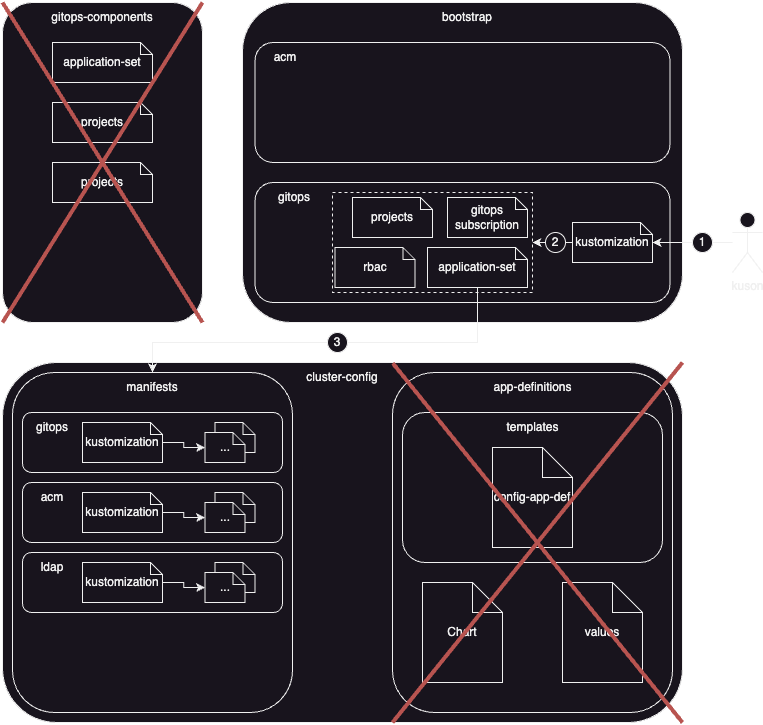 gitops-components
application-set
projects
projects
bootstrap
acm
gitops
projects
gitops
subscription
rbac
application-set
kustomization
2
1
kuson
3
cluster-config
manifests
gitops
kustomization
...
acm
kustomization
...
ldap
kustomization
...
app-definitions
templates
config-app-def
Chart
values